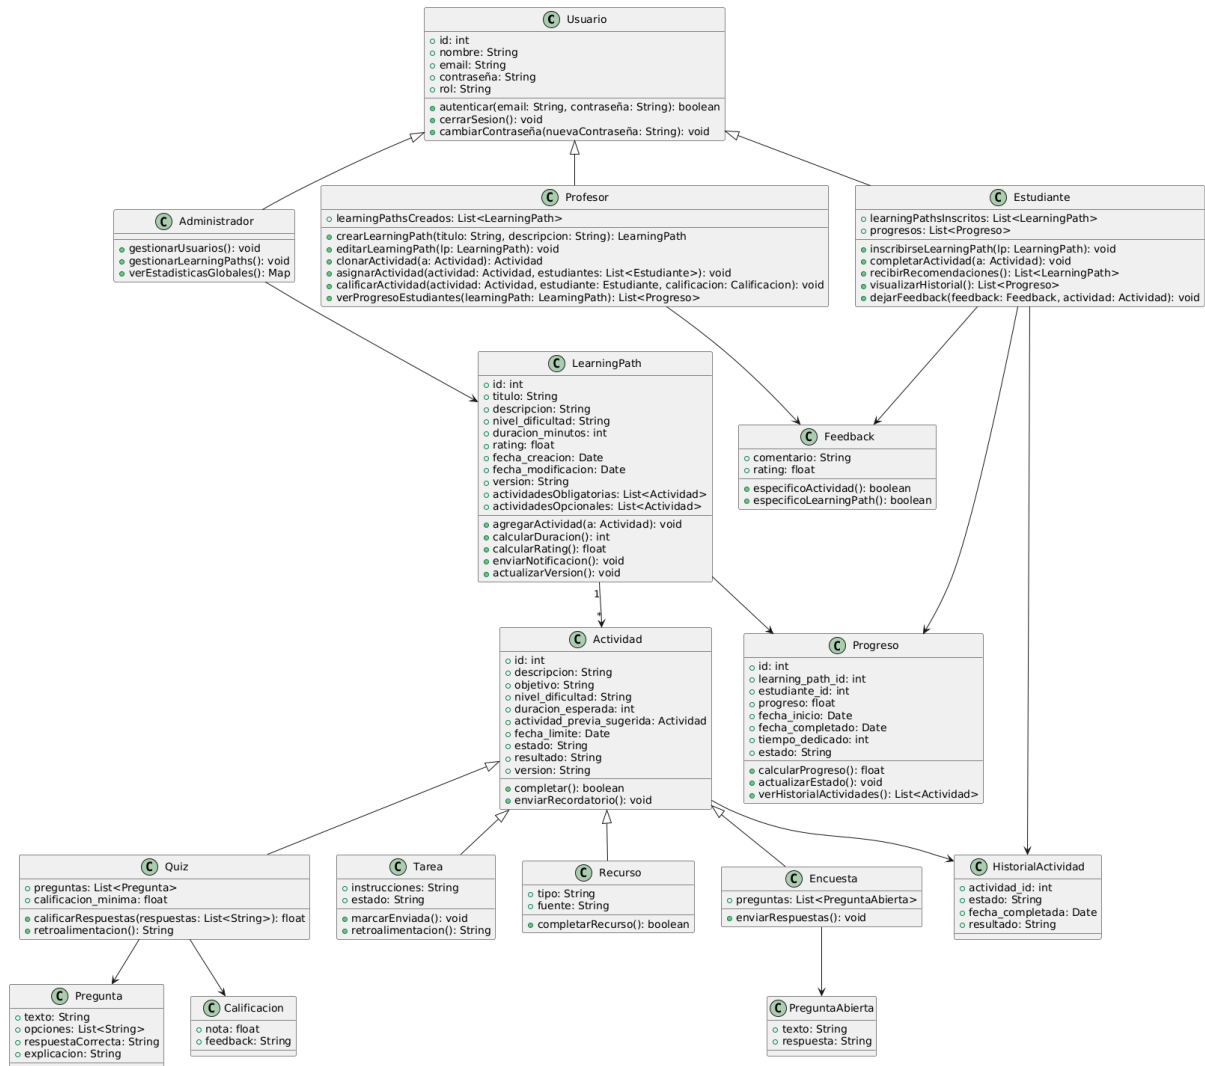 C Usuario
id: int
nombre: String
email: String
contraseña: String
rol: String
autenticar(email: String, contraseña: String): boolean
cerrarSesion(): void
cambiarContraseña(nuevaContraseña: String): void
C Administrador
gestionarUsuarios(): void
gestionarLearningPaths(): void
verEstadisticasGlobales(): Map
C Profesor
learningPathsCreados: List<LearningPath>
crearLearningPath(titulo: String, descripcion: String): LearningPath
editarLearningPath(lp: LearningPath): void
clonarActividad(a: Actividad): Actividad
asignarActividad(actividad: Actividad, estudiantes: List<Estudiante>): void
calificarActividad(actividad: Actividad, estudiante: Estudiante, calificacion: Calificacion): void
verProgresoEstudiantes(learningPath: LearningPath): List<Progreso>
C Estudiante
learningPathsInscritos: List<LearningPath>
progresos: List<Progreso>
inscribirseLearningPath(lp: LearningPath): void
completarActividad(a: Actividad): void
recibirRecomendaciones(): List<LearningPath>
visualizarHistorial(): List<Progreso>
dejarFeedback(feedback: Feedback, actividad: Actividad): void
C LearningPath
id: int
titulo: String
descripcion: String
nivel_dificultad: String
duracion_minutos: int
rating: float
fecha_creacion: Date
fecha_modificacion: Date
version: String
actividadesObligatorias: List<Actividad>
actividadesOpcionales: List<Actividad>
agregarActividad(a: Actividad): void
calcularDuracion(): int
calcularRating(): float
enviarNotificacion(): void
actualizarVersion(): void
C Feedback
comentario: String
rating: float
especificoActividad(): boolean
especificoLearningPath(): boolean
1
*
C Actividad
id: int
descripcion: String
objetivo: String
nivel_dificultad: String
duracion_esperada: int
actividad_previa_sugerida: Actividad
fecha_limite: Date
estado: String
resultado: String
version: String
completar(): boolean
enviarRecordatorio(): void
C Progreso
id: int
learning_path_id: int
estudiante_id: int
progreso: float
fecha_inicio: Date
fecha_completado: Date
tiempo_dedicado: int
estado: String
calcularProgreso(): float
actualizarEstado(): void
verHistorialActividades(): List<Actividad>
C Quiz
preguntas: List<Pregunta>
calificacion_minima: float
calificarRespuestas(respuestas: List<String>): float
retroalimentacion(): String
C Tarea
instrucciones: String
estado: String
marcarEnviada(): void
retroalimentacion(): String
C Recurso
tipo: String
fuente: String
completarRecurso(): boolean
C Encuesta
preguntas: List<PreguntaAbierta>
enviarRespuestas(): void
C HistorialActividad
actividad_id: int
estado: String
fecha_completada: Date
resultado: String
C Pregunta
texto: String
opciones: List<String>
respuestaCorrecta: String
explicacion: String
C Calificacion
nota: float
feedback: String
C PreguntaAbierta
texto: String
respuesta: String